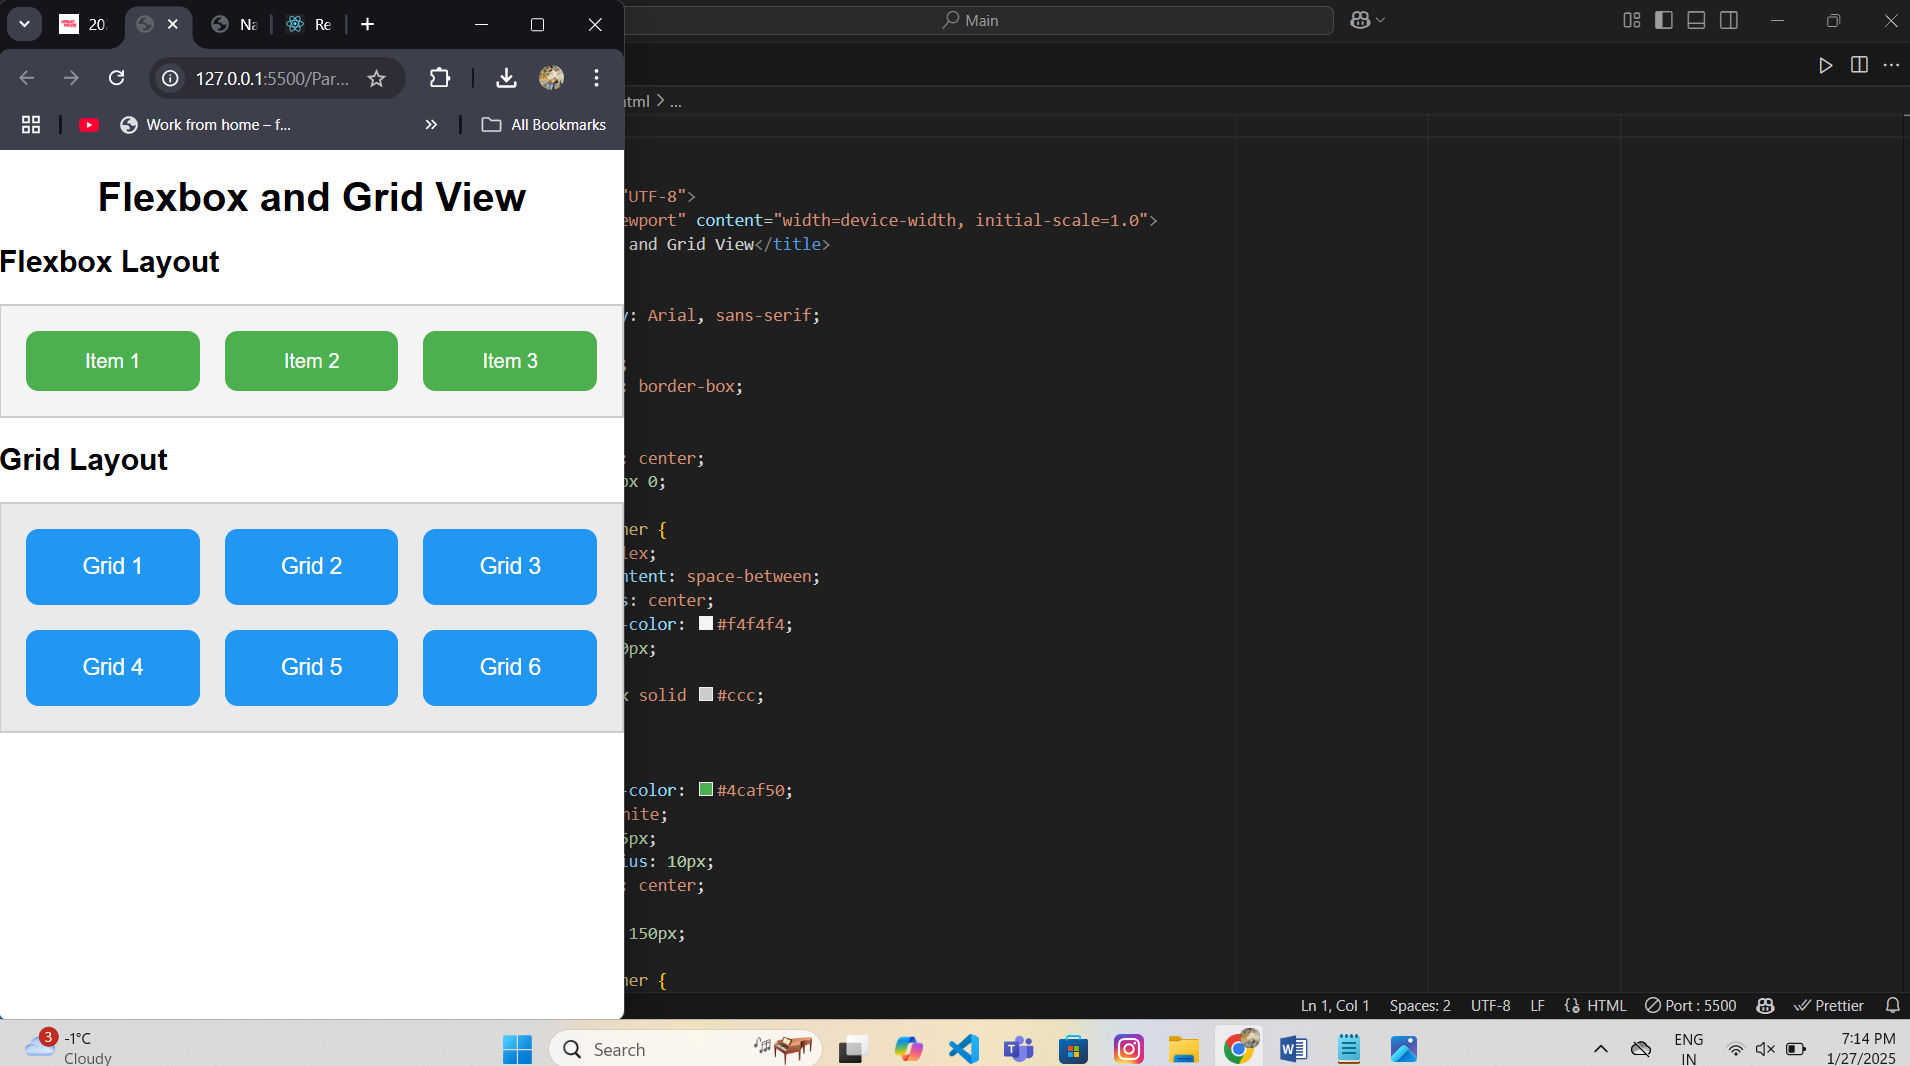 20
Na
Re
127.0.0.1:5500/Par...
Work from home – f...
All Bookmarks
Flexbox and Grid View
Flexbox Layout
Item 1 Item 2 Item 3
Grid Layout
Grid 1 Grid 2 Grid 3
Grid 4 Grid 5 Grid 6
Main
html > ...
"UTF-8">
ewport" content="width=device-width, initial-scale=1.0">
and Grid View</title>
y: Arial, sans-serif;
;
: border-box;
: center;
px 0;
ner {
lex;
ntent: space-between;
s: center;
-color: #f4f4f4;
0px;
x solid #ccc;
-color: #4caf50;
hite;
5px;
ius: 10px;
: center;
150px;
ner {
Ln 1, Col 1 Spaces: 2 UTF-8 LF HTML Port : 5500 Prettier
3
-1°C
Cloudy
Search
ENG
IN
7:14 PM
1/27/2025